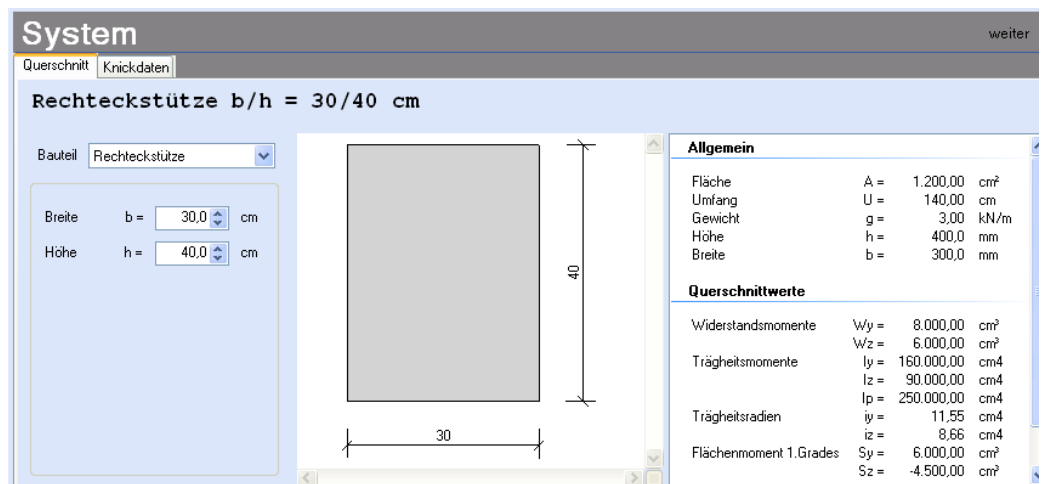 System
weiter
Querschnitt Knickdaten
Rechteckstütze b/h = 30/40 cm
Bauteil Rechteckstütze
Breite b = 30,0 cm
Höhe h = 40,0 cm
40
30
Allgemein
Fläche A = 1.200,00 cm²
Umfang U = 140,00 cm
Gewicht g = 3,00 kN/m
Höhe h = 400,0 mm
Breite b = 300,0 mm
Querschnittwerte
Widerstandsmomente Wy = 8.000,00 cm³
Wz = 6.000,00 cm³
Trägheitsmomente Iy = 160.000,00 cm4
Iz = 90.000,00 cm4
Ip = 250.000,00 cm4
Trägheitsradien iy = 11,55 cm4
iz = 8,66 cm4
Flächenmoment 1.Grades Sy = 6.000,00 cm³
Sz = -4.500,00 cm³